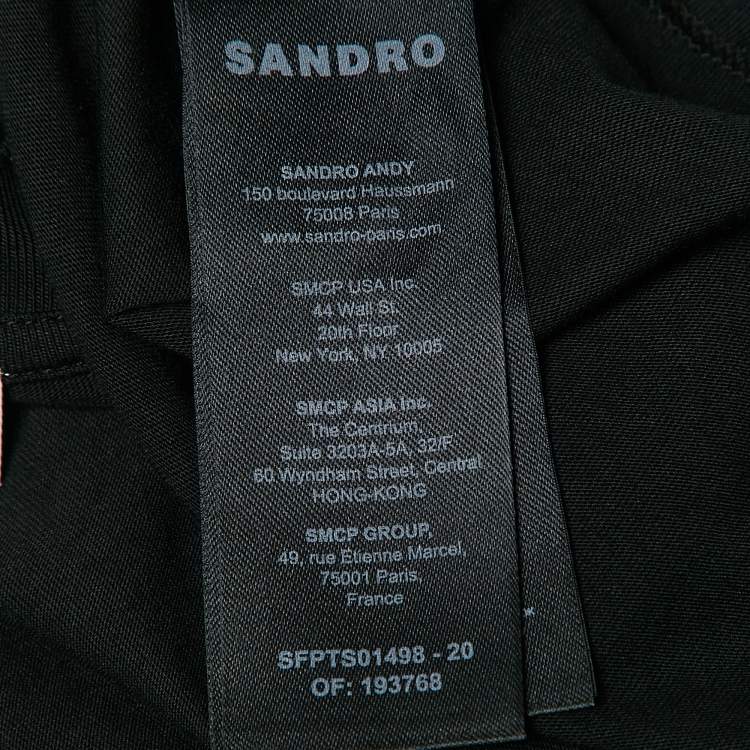 SANDRO
SANDRO ANDY
150 boulevard Haussmann
75008 Paris
www.sandro-paris.com
SMCP USA Inc.
44 Wall St.
20th Floor
New York, NY 10005
SMCP ASIA Inc.
The Centrium,
Suite 3203A-5A, 32/F.
60 Wyndham Street, Central
HONG-KONG
SMCP GROUP,
49, rue Etienne Marcel,
75001 Paris,
France
SFPTS01498 - 20
OF: 193768